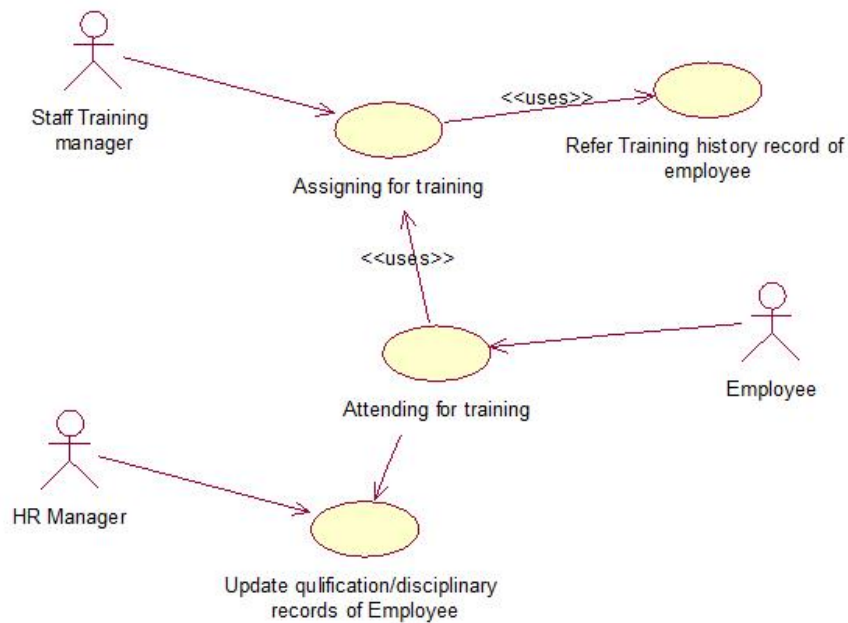 <<uses>>
Staff Training
manager
Refer Training history record of
employee
Assigning for training
<<uses>>
Employee
Attending for training
HR Manager
Update qulification/disciplinary
records of Employee